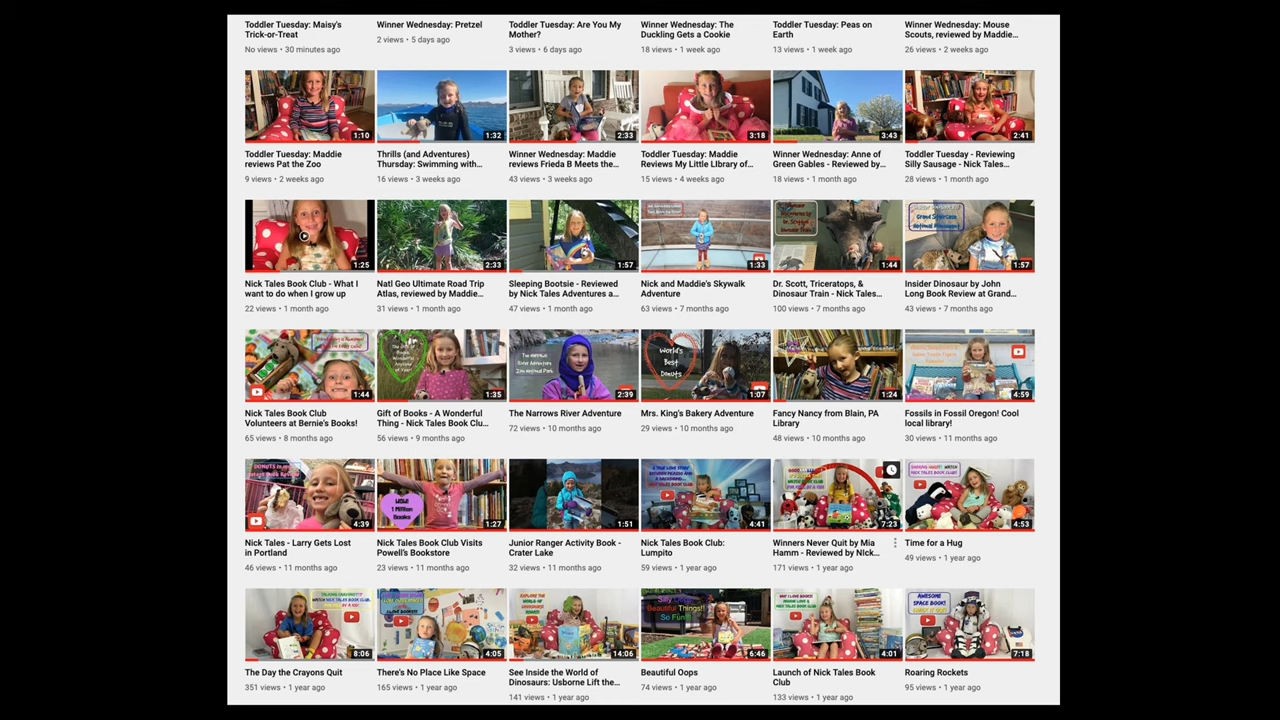 Toddler Tuesday: Maisy's
Trick-or-Treat
No views • 30 minutes ago
Winner Wednesday: Pretzel
2 views • 5 days ago
Toddler Tuesday: Are You My
Mother?
3 views • 6 days ago
Winner Wednesday: The
Duckling Gets a Cookie
18 views • 1 week ago
Toddler Tuesday: Peas on
Earth
13 views • 1 week ago
Winner Wednesday: Mouse
Scouts, reviewed by Maddie...
26 views • 2 weeks ago
1:10
Toddler Tuesday: Maddie
reviews Pat the Zoo
9 views • 2 weeks ago
1:32
Thrills (and Adventures)
Thursday: Swimming with...
16 views • 3 weeks ago
2:33
Winner Wednesday: Maddie
reviews Frieda B Meets the...
43 views • 3 weeks ago
3:18
Toddler Tuesday: Maddie
Reviews My Little Library of...
15 views • 4 weeks ago
3:43
Winner Wednesday: Anne of
Green Gables - Reviewed by...
18 views • 1 month ago
2:41
Toddler Tuesday - Reviewing
Silly Sausage - Nick Tales...
28 views • 1 month ago
1:25
Nick Tales Book Club - What I
want to do when I grow up
22 views • 1 month ago
2:33
Natl Geo Ultimate Road Trip
Atlas, reviewed by Maddie...
31 views • 1 month ago
1:57
Sleeping Bootsie - Reviewed
by Nick Tales Adventures a...
47 views • 1 month ago
1:33
Nick and Maddie's Skywalk
Adventure
63 views • 7 months ago
1:44
Dr. Scott, Triceratops, &
Dinosaur Train - Nick Tales...
100 views • 7 months ago
Grand Staircase
1:57
Insider Dinosaur by John
Long Book Review at Grand...
43 views • 7 months ago
1:44
Nick Tales Book Club
Volunteers at Bernie's Books!
65 views • 8 months ago
1:35
Gift of Books - A Wonderful
Thing - Nick Tales Book Clu...
56 views • 9 months ago
The Narrows
River Adventure
Zion National Park
2:39
The Narrows River Adventure
72 views • 10 months ago
World's
Best
Donuts
1:07
Mrs. King's Bakery Adventure
29 views • 10 months ago
1:24
Fancy Nancy from Blain, PA
Library
48 views • 10 months ago
4:59
Fossils in Fossil Oregon! Cool
local library!
30 views • 11 months ago
4:39
Nick Tales - Larry Gets Lost
in Portland
46 views • 11 months ago
WOW!
1 Million
Books
1:27
Nick Tales Book Club Visits
Powell's Bookstore
23 views • 11 months ago
1:51
Junior Ranger Activity Book -
Crater Lake
32 views • 11 months ago
4:41
Nick Tales Book Club:
Lumpito
59 views • 1 year ago
7:23
Winners Never Quit by Mia
Hamm - Reviewed by NIck...
171 views • 1 year ago
4:53
Time for a Hug
49 views • 1 year ago
8:06
The Day the Crayons Quit
351 views • 1 year ago
4:05
There's No Place Like Space
165 views • 1 year ago
EXPLORE THE
WORLD OF
14:06
See Inside the World of
Dinosaurs: Usborne Lift the...
141 views • 1 year ago
Beautiful Things!!
So Fun!!
6:46
Beautiful Oops
74 views • 1 year ago
4:01
Launch of Nick Tales Book
Club
133 views • 1 year ago
AWESOME
SPACE BOOK!
7:18
Roaring Rockets
95 views • 1 year ago